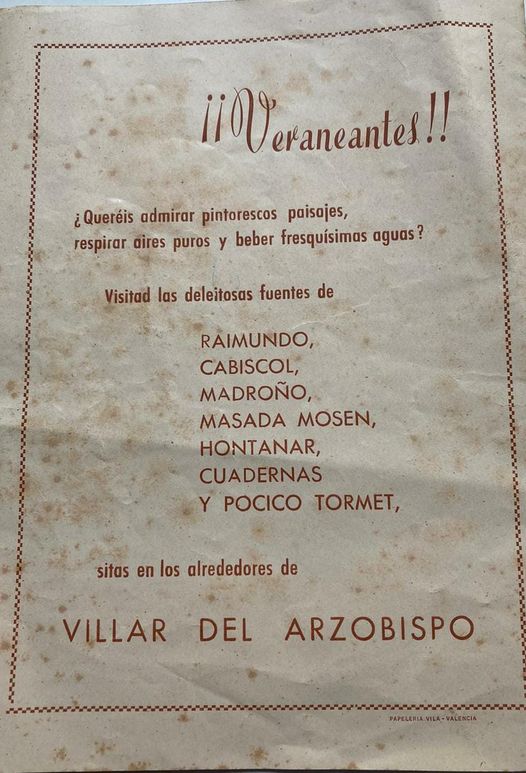 ¡¡Veraneantes!!
¿Queréis admirar pintorescos paisajes,
respirar aires puros y beber fresquísimas aguas?
Visitad las deleitosas fuentes de
RAIMUNDO,
CABISCOL,
MADROÑO,
MASADA MOSEN,
HONTANAR,
CUADERNAS
Y POCICO TORMET,
sitas en los alrededores de
VILLAR DEL ARZOBISPO
PAPELERIA VILA - VALENCIA